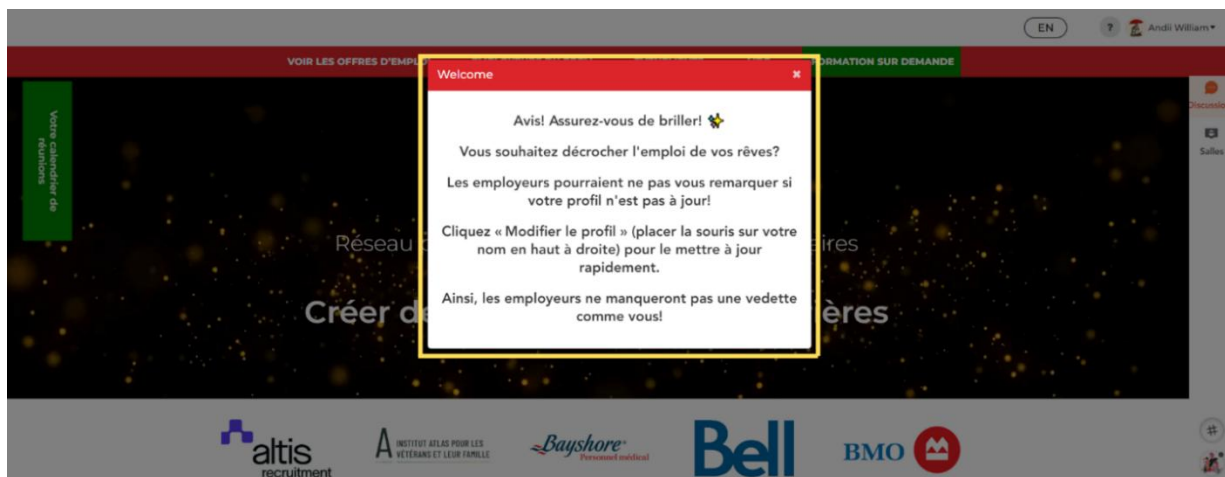 EN
?
Andii William
VOIR LES OFFRES D'EMPL
ORMATION SUR DEMANDE
Welcome
Votre calendrier de
réunions
Discussio
Salles
Avis! Assurez-vous de briller!
Vous souhaitez décrocher l'emploi de vos rêves?
Les employeurs pourraient ne pas vous remarquer si
votre profil n'est pas à jour!
Cliquez « Modifier le profil » (placer la souris sur votre
nom en haut à droite) pour le mettre à jour
rapidement.
Ainsi, les employeurs ne manqueront pas une vedette
comme vous!
Réseau
aires
Créer de
ères
altis
recruitment
A INSTITUT ATLAS POUR LES
VÉTÉRANS ET LEUR FAMILLE
Bayshore
Personnel médical
Bell
BMO
#